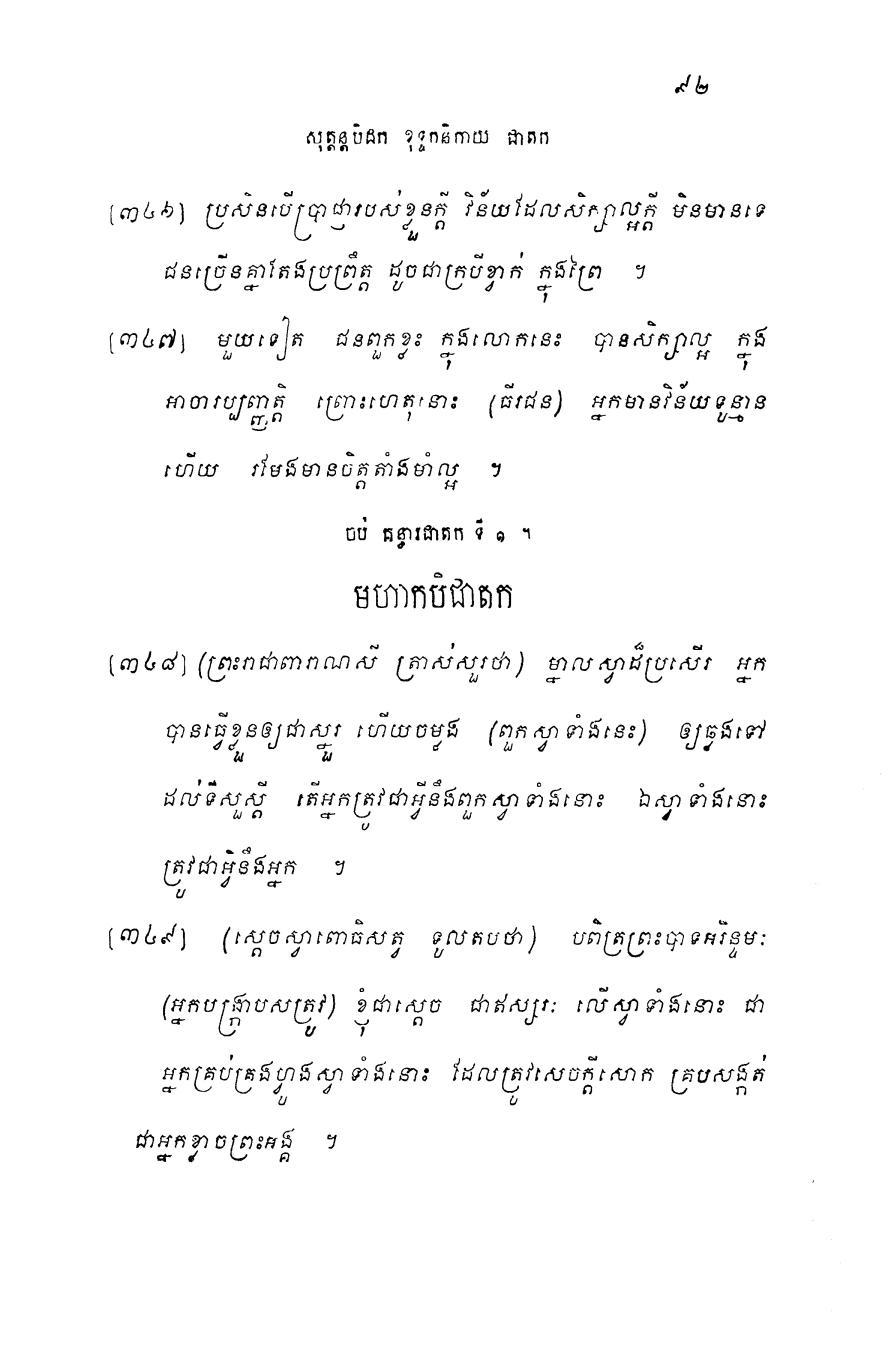 ៩២
សុត្តន្តបិដក ខុទ្ទកនិកាយ ជាតក
[៣៤៦] ប្រសិនបើប្រាជ្ញារបស់ខ្លួនក្តី វិន័យដែលសិក្សាល្អក្តី មិនមានទេ
ជនច្រើនគ្នាតែងប្រព្រឹត្ត ដូចជាក្របីខ្វាក់ ក្នុងព្រៃ ។
[៣៤៧] មួយទៀត ជនពួកខ្លះ ក្នុងលោកនេះ បានសិក្សាល្អ ក្នុង
អាចារប្បញ្ញត្តិ ព្រោះហេតុនោះ (ធីរជន) អ្នកមានវិន័យទូន្មាន
ហើយ រមែងមានចិត្តតាំងមាំល្អ ។
ចប់ គន្ធារជាតក ទី ១ ។
មហាកបិជាតក
[៣៤៨] (ព្រះរាជាពារាណសី ត្រាស់សួរថា) ម្នាលស្វាដ៏ប្រសើរ អ្នក
បានធ្វើខ្លួនឲ្យជាស្ពួរ ហើយចម្លង (ពួកស្វាទាំងនេះ) ឲ្យឆ្លងទៅ
ដល់ទីសួស្តី តើអ្នកត្រូវជាអ្វីនឹងពួកស្វាទាំងនោះ ឯស្វាទាំងនោះ
ត្រូវជាអ្វីនឹងអ្នក ។
[៣៤៩] (ស្តេចស្វាពោធិសត្វ ទូលតបថា) បពិត្រព្រះបាទអរិន្ទមៈ
(អ្នកបង្ក្រាបសត្រូវ) ខ្ញុំជាស្តេច ជាឥស្សរៈ លើស្វាទាំងនោះ ជា
អ្នកគ្រប់គ្រងហ្វូងស្វាទាំងនោះ ដែលត្រូវសេចក្តីសោក គ្របសង្កត់
ជាអ្នកខ្លាចព្រះអង្គ ។